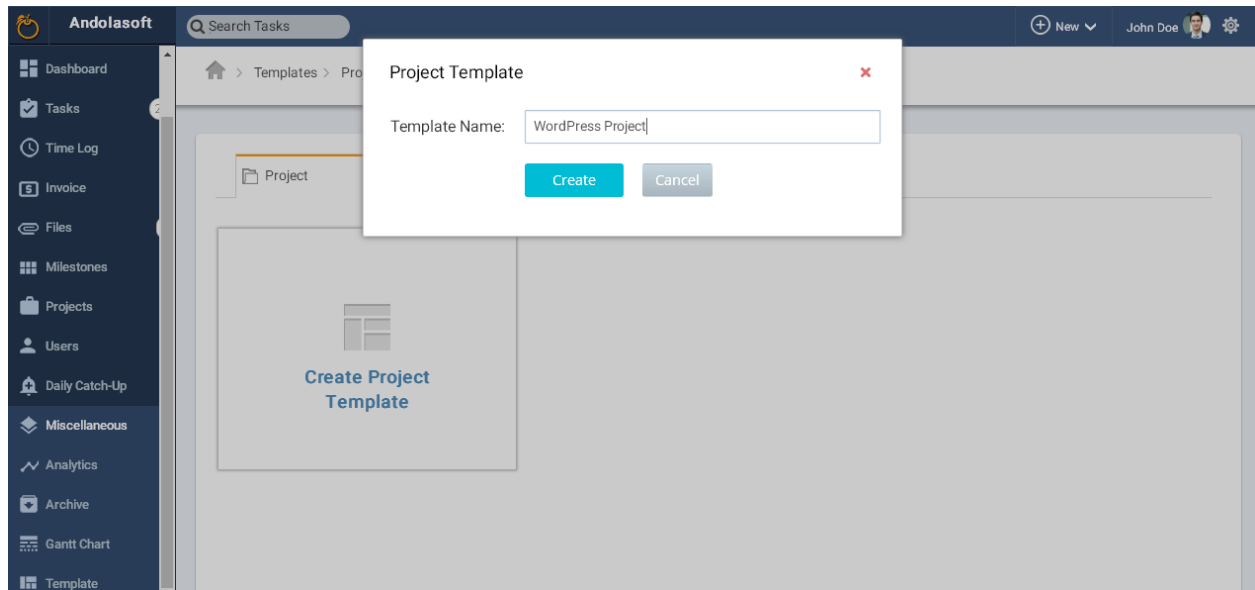 Andolasoft
Search Tasks
New
John Doe
Dashboard
Tasks
Time Log
Invoice
Files
Milestones
Projects
Users
Daily Catch-Up
Miscellaneous
Analytics
Archive
Gantt Chart
Template
> Templates > Pro
Project Template
Template Name: WordPress Project
Create Cancel
Project
Create Project
Template